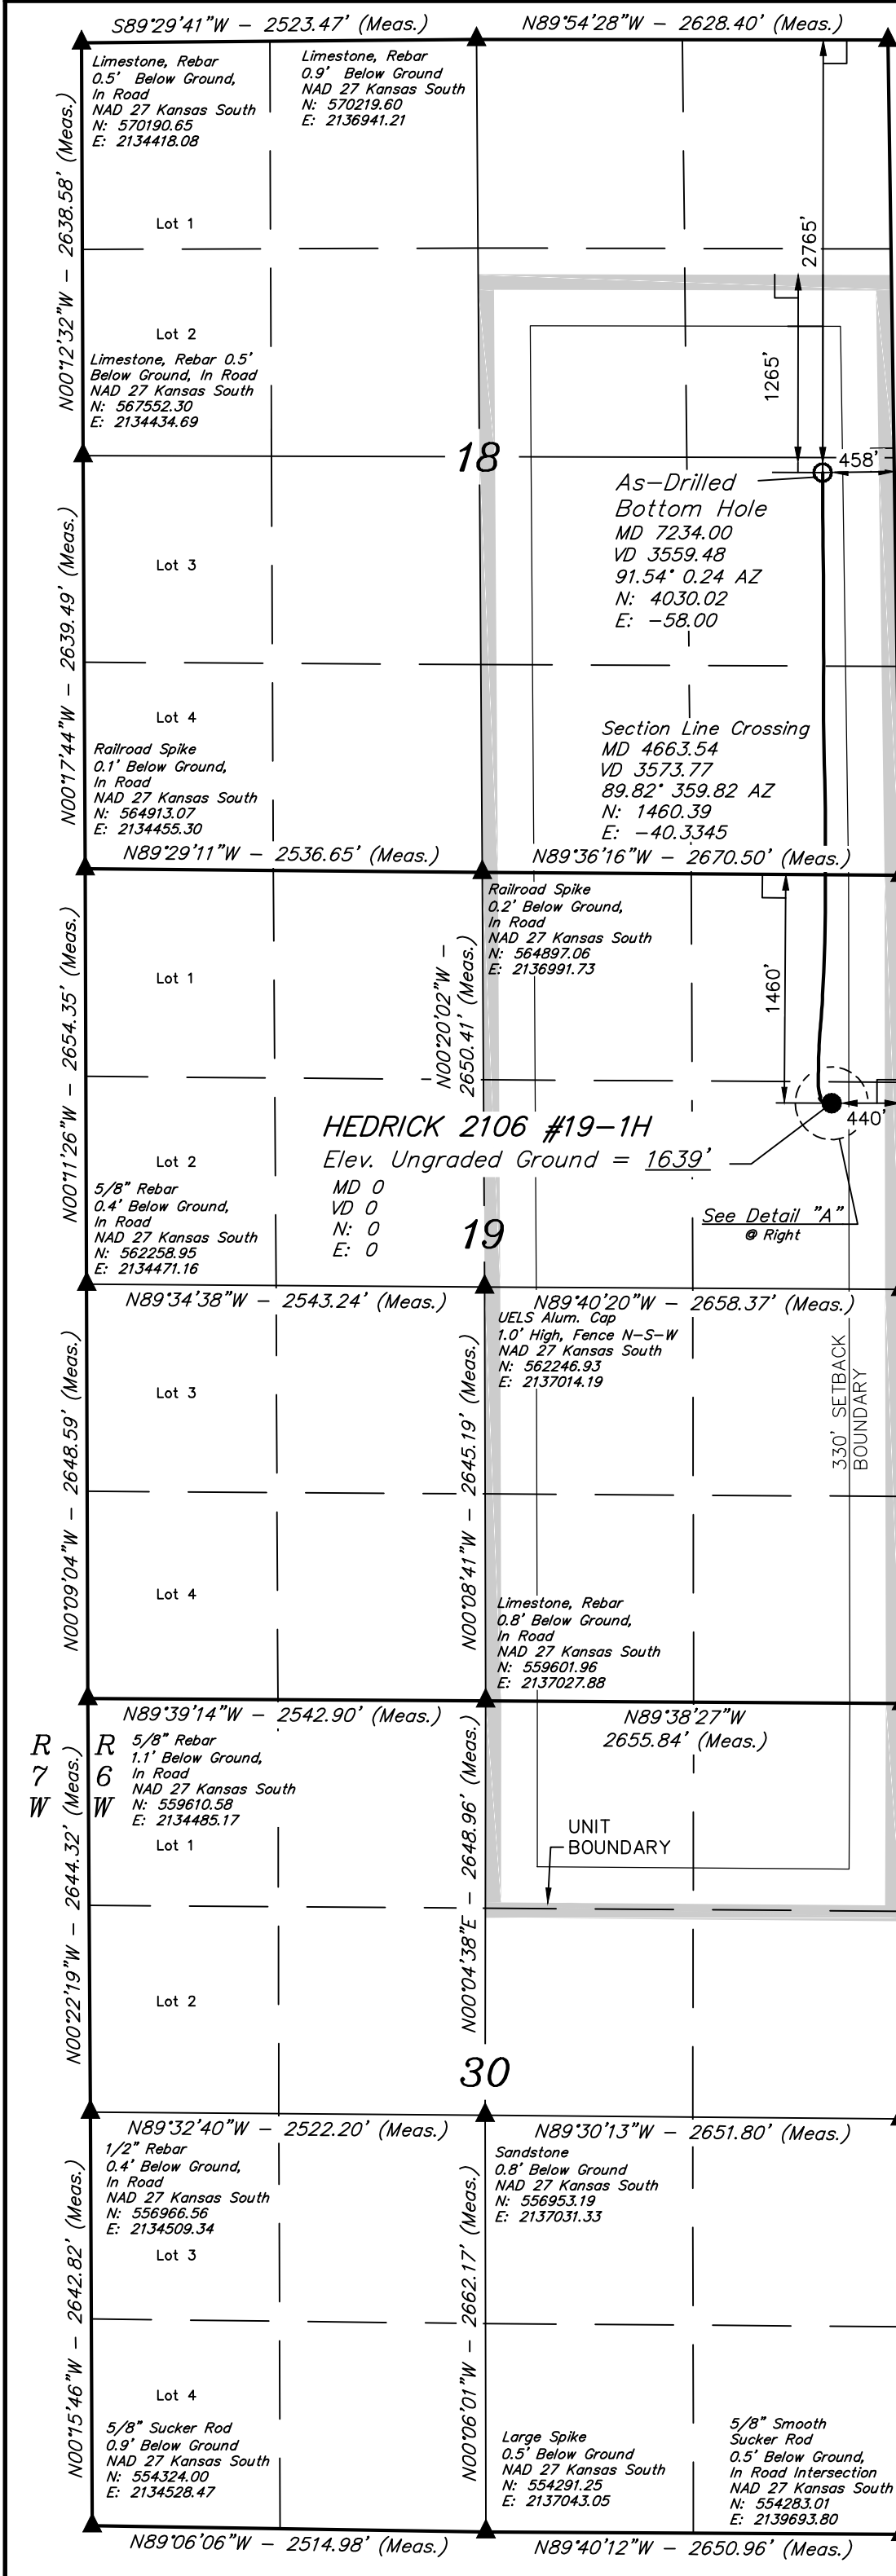 S89°29'41"W - 2523.47' (Meas.)
N89°54'28"W - 2628.40' (Meas.)
Limestone, Rebar
0.5' Below Ground,
In Road
NAD 27 Kansas South
N: 570190.65
E: 2134418.08
Limestone, Rebar
0.9' Below Ground
NAD 27 Kansas South
N: 570219.60
E: 2136941.21
N00°12'32"W - 2638.58' (Meas.)
Lot 1
2765'
Lot 2
1265'
Limestone, Rebar 0.5'
Below Ground, In Road
NAD 27 Kansas South
N: 567552.30
E: 2134434.69
18
458'
As-Drilled
Bottom Hole
MD 7234.00
VD 3559.48
91.54° 0.24 AZ
N: 4030.02
E: -58.00
N00°17'44"W - 2639.49' (Meas.)
Lot 3
Lot 4
Section Line Crossing
MD 4663.54
VD 3573.77
89.82° 359.82 AZ
N: 1460.39
E: -40.3345
Railroad Spike
0.1' Below Ground,
In Road
NAD 27 Kansas South
N: 564913.07
E: 2134455.30
N89°29'11"W - 2536.65' (Meas.)
N89°36'16"W - 2670.50' (Meas.)
Railroad Spike
0.2' Below Ground,
In Road
NAD 27 Kansas South
N: 564897.06
E: 2136991.73
N00°11'26"W - 2654.35' (Meas.)
Lot 1
N00°20'02"W -
2650.41' (Meas.)
1460'
440'
HEDRICK 2106 #19-1H
Elev. Ungraded Ground = 1639'
MD 0
VD 0
N: 0
E: 0
Lot 2
5/8" Rebar
0.4' Below Ground,
In Road
NAD 27 Kansas South
N: 562258.95
E: 2134471.16
19
See Detail "A"
@ Right
N89°34'38"W - 2543.24' (Meas.)
N89°40'20"W - 2658.37' (Meas.)
UELS Alum. Cap
1.0' High, Fence N-S-W
NAD 27 Kansas South
N: 562246.93
E: 2137014.19
N00°09'04"W - 2648.59' (Meas.)
Lot 3
N00°08'41"W - 2645.19' (Meas.)
330' SETBACK
BOUNDARY
Lot 4
Limestone, Rebar
0.8' Below Ground,
In Road
NAD 27 Kansas South
N: 559601.96
E: 2137027.88
N89°39'14"W - 2542.90' (Meas.)
N89°38'27"W
2655.84' (Meas.)
R R
7 6
W W
5/8" Rebar
1.1' Below Ground,
In Road
NAD 27 Kansas South
N: 559610.58
E: 2134485.17
N00°22'19"W - 2644.32' (Meas.)
Lot 1
N00°04'38"E - 2648.96' (Meas.)
UNIT
BOUNDARY
Lot 2
30
N89°32'40"W - 2522.20' (Meas.)
N89°30'13"W - 2651.80' (Meas.)
1/2" Rebar
0.4' Below Ground,
In Road
NAD 27 Kansas South
N: 556966.56
E: 2134509.34
Sandstone
0.8' Below Ground
NAD 27 Kansas South
N: 556953.19
E: 2137031.33
N00°15'46"W - 2642.82' (Meas.)
Lot 3
N00°06'01"W - 2662.17' (Meas.)
Lot 4
5/8" Sucker Rod
0.9' Below Ground
NAD 27 Kansas South
N: 554324.00
E: 2134528.47
Large Spike
0.5' Below Ground
NAD 27 Kansas South
N: 554291.25
E: 2137043.05
5/8" Smooth
Sucker Rod
0.5' Below Ground,
In Road Intersection
NAD 27 Kansas South
N: 554283.01
E: 2139693.80
N89°06'06"W - 2514.98' (Meas.)
N89°40'12"W - 2650.96' (Meas.)